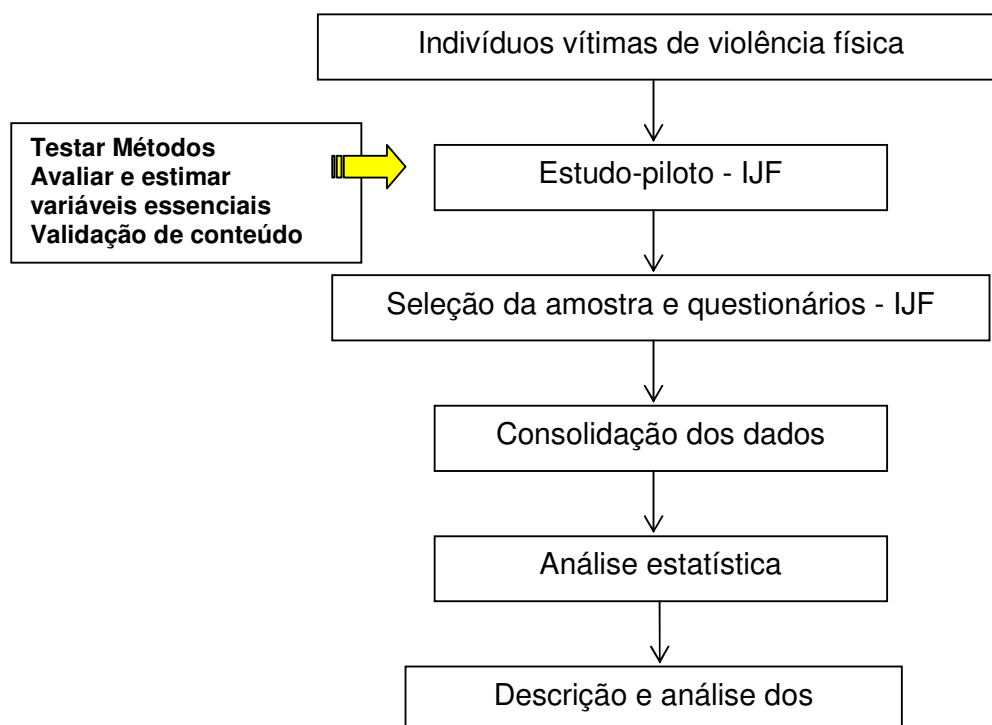 Indivíduos vítimas de violência física
Testar Métodos
Avaliar e estimar
variáveis essenciais
Validação de conteúdo
Estudo-piloto - IJF
Seleção da amostra e questionários - IJF
Consolidação dos dados
Análise estatística
Descrição e análise dos